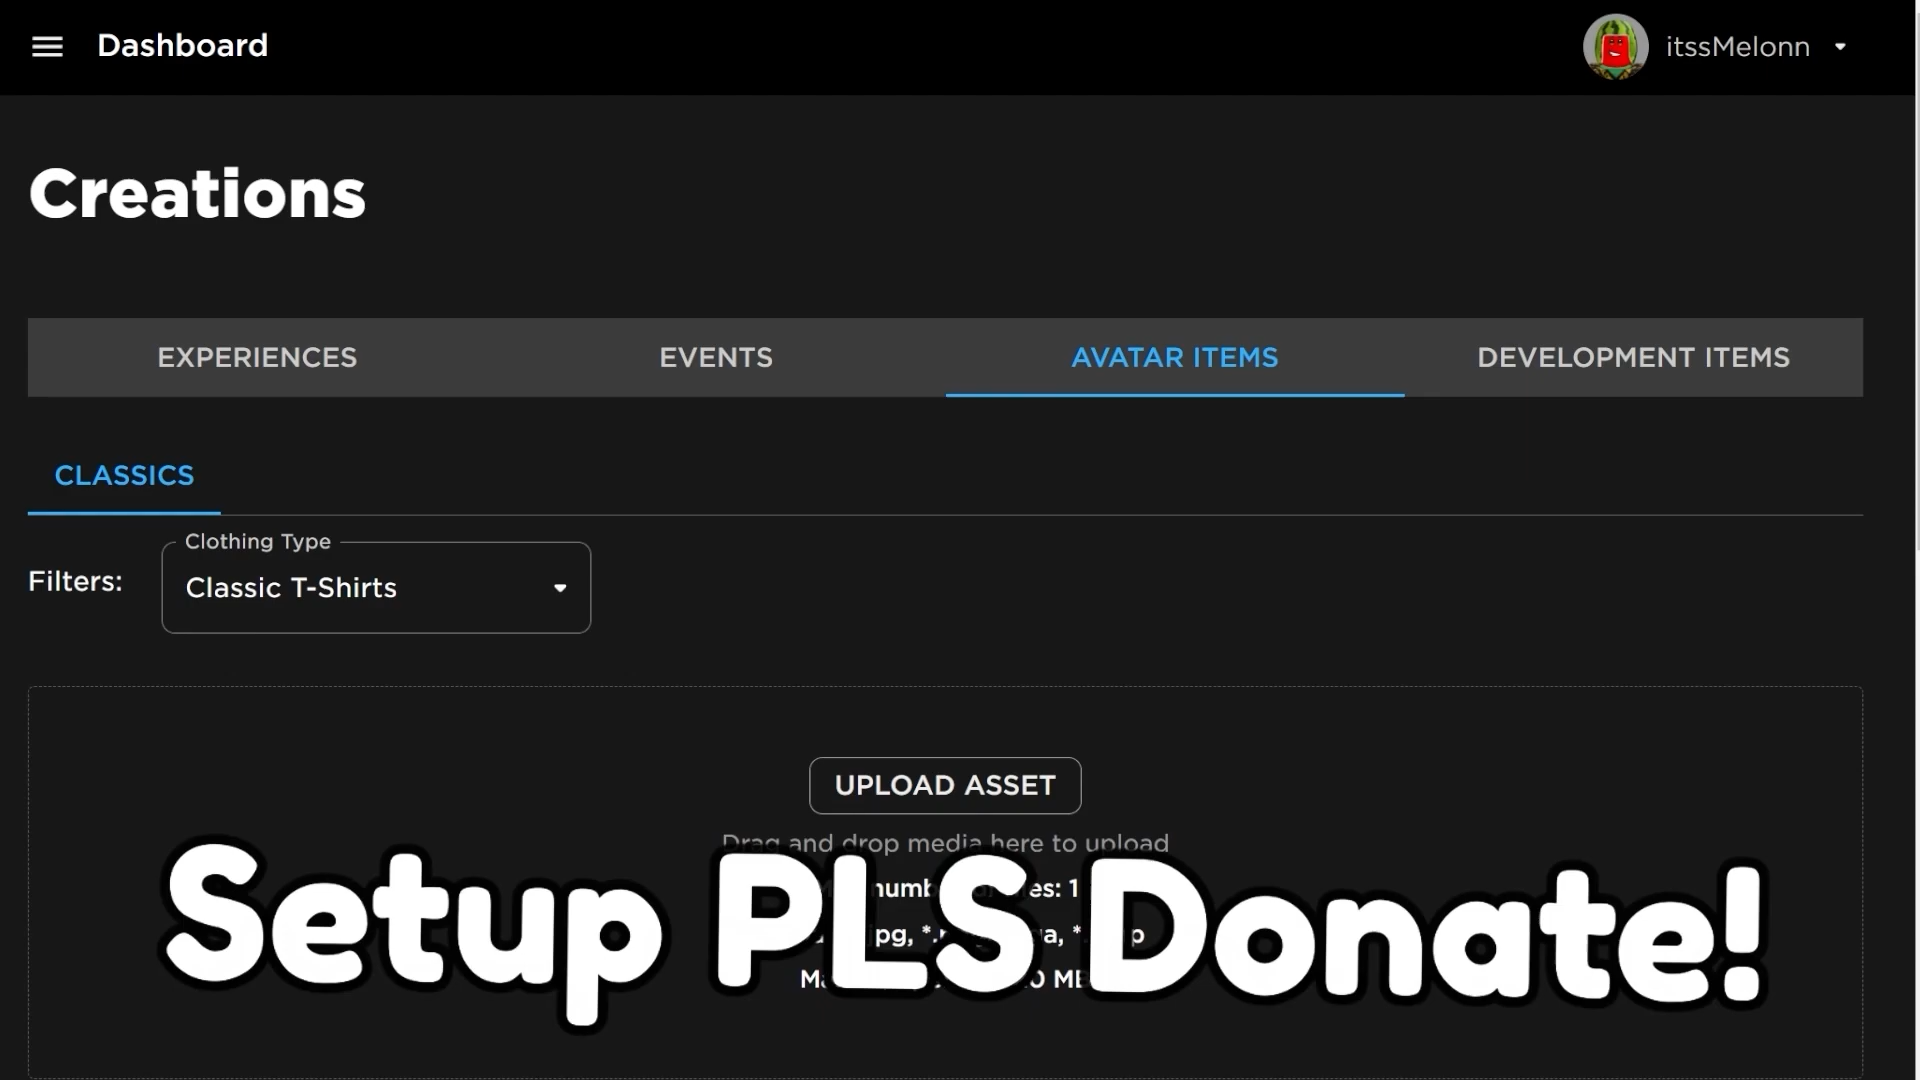 Dashboard
itssMelonn
Creations
EXPERIENCES
EVENTS
AVATAR ITEMS
DEVELOPMENT ITEMS
CLASSICS
Filters:
Clothing Type
Classic T-Shirts
UPLOAD ASSET
Drag and drop media here to upload
1
Setup PLS Donate!